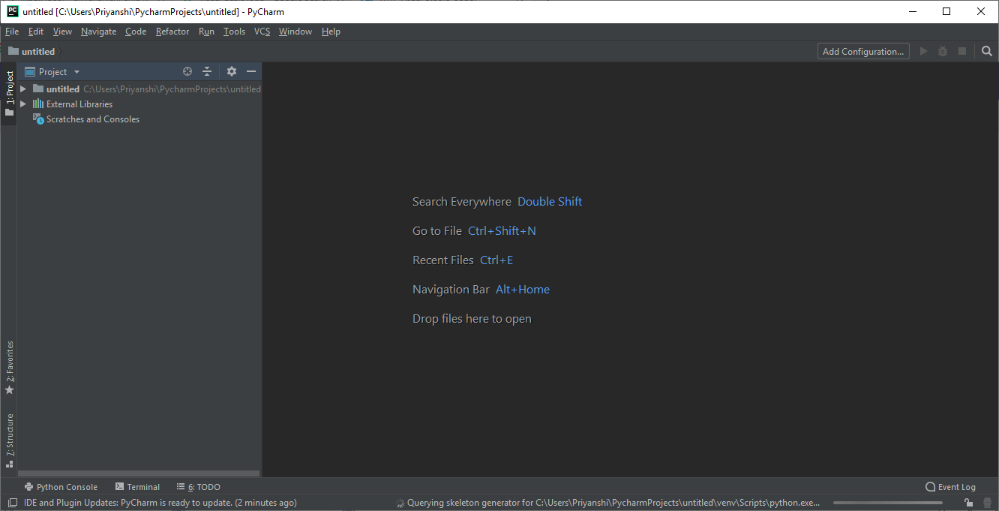 PC
untitled [C:\Users\Priyanshi\PycharmProjects\untitled] - PyCharm
File Edit View Navigate Code Refactor Run Tools VCS Window Help
untitled
Add Configuration...
1: Project
Project
untitled C:\Users\Priyanshi\PycharmProjects\untitled
External Libraries
Scratches and Consoles
Search Everywhere Double Shift
Go to File Ctrl+Shift+N
Recent Files Ctrl+E
Navigation Bar Alt+Home
Drop files here to open
2: Favorites
7: Structure
Python Console Terminal 6: TODO Event Log
IDE and Plugin Updates: PyCharm is ready to update. (2 minutes ago) Querying skeleton generator for C:\Users\Priyanshi\PycharmProjects\untitled\venv\Scripts\python.exe...